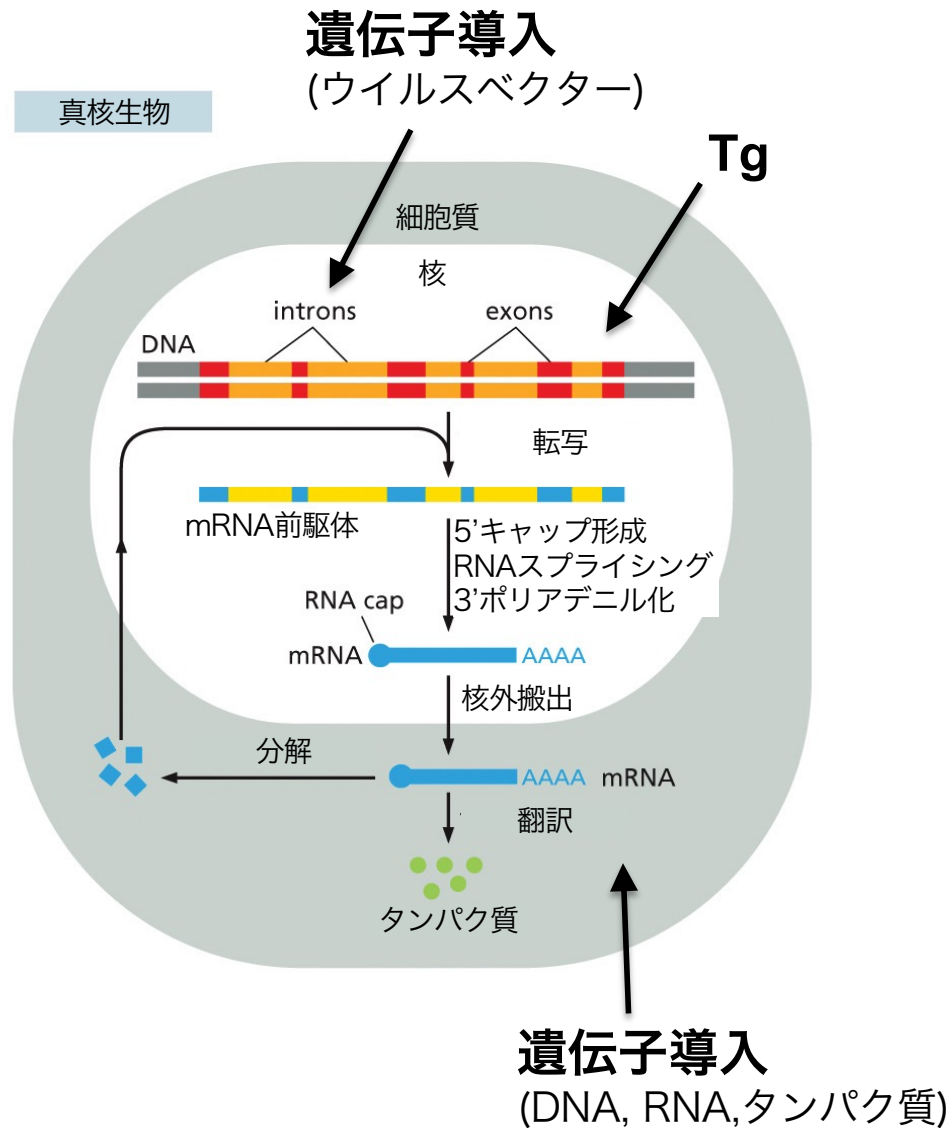 遺伝子導入
(ウイルスベクター)
真核生物
Tg
細胞質
核
introns
exons
DNA
転写
mRNA前駆体
5’キャップ形成
RNAスプライシング
3’ポリアデニル化
RNA cap
mRNA
AAAA
核外搬出
分解
AAAA mRNA
翻訳
タンパク質
遺伝子導入
(DNA, RNA,タンパク質)